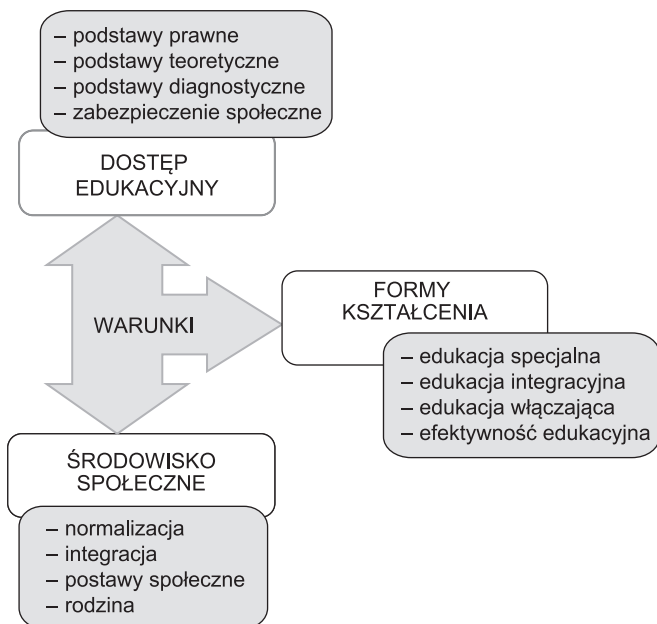 – podstawy prawne
– podstawy teoretyczne
– podstawy diagnostyczne
– zabezpieczenie społeczne
DOSTĘP
EDUKACYJNY
WARUNKI
FORMY
KSZTAŁCENIA
– edukacja specjalna
– edukacja integracyjna
– edukacja włączająca
– efektywność edukacyjna
ŚRODOWISKO
SPOŁECZNE
– normalizacja
– integracja
– postawy społeczne
– rodzina